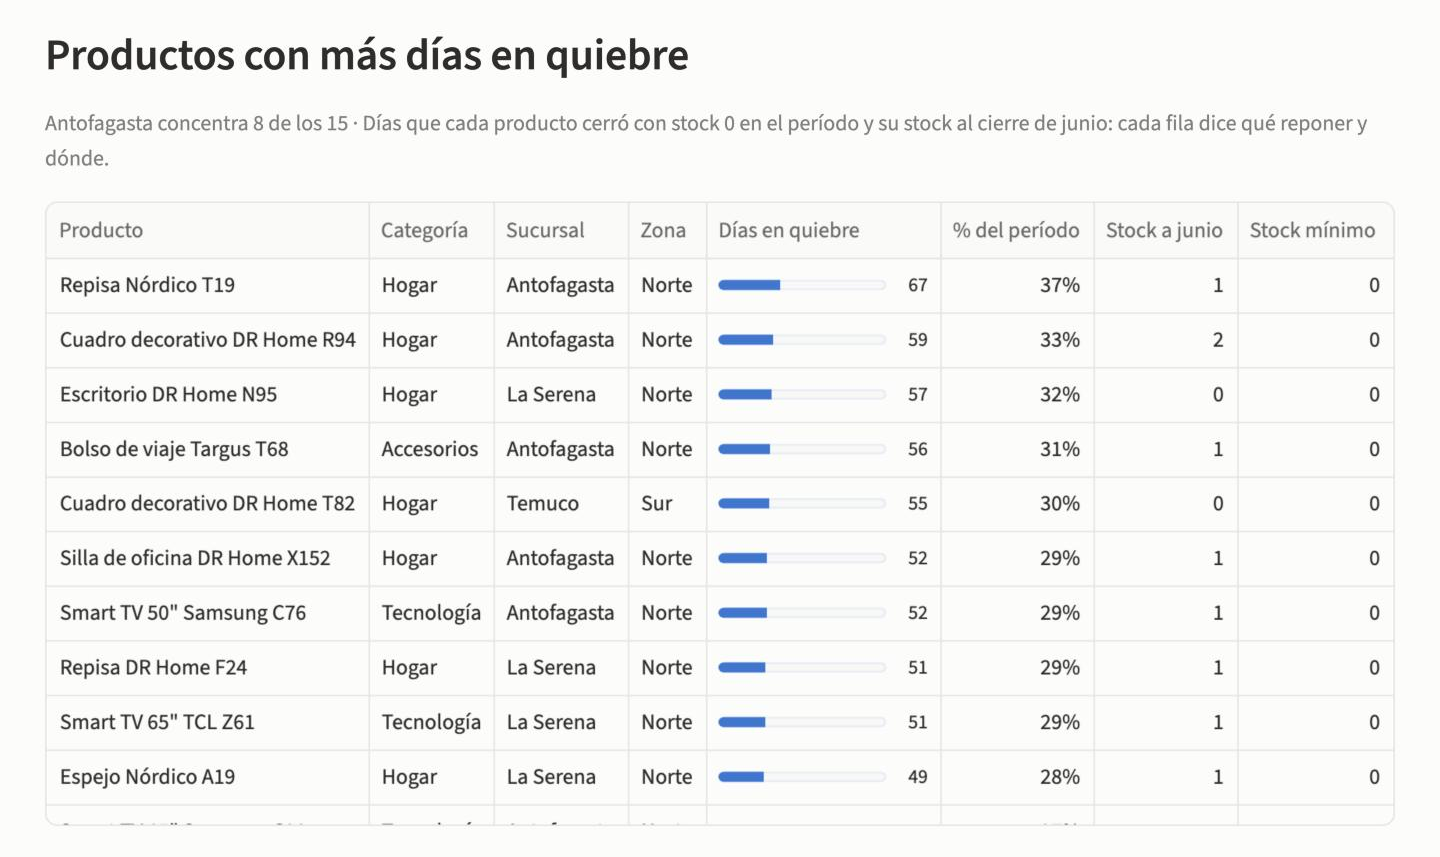 Productos con más días en quiebre
Antofagasta concentra 8 de los 15 · Días que cada producto cerró con stock 0 en el período y su stock al cierre de junio: cada fila dice qué reponer y
dónde.
Producto Categoría Sucursal Zona Días en quiebre % del período Stock a junio Stock mínimo
Repisa Nórdico T19 Hogar Antofagasta Norte 67 37% 1 0
Cuadro decorativo DR Home R94 Hogar Antofagasta Norte 59 33% 2 0
Escritorio DR Home N95 Hogar La Serena Norte 57 32% 0 0
Bolso de viaje Targus T68 Accesorios Antofagasta Norte 56 31% 1 0
Cuadro decorativo DR Home T82 Hogar Temuco Sur 55 30% 0 0
Silla de oficina DR Home X152 Hogar Antofagasta Norte 52 29% 1 0
Smart TV 50" Samsung C76 Tecnología Antofagasta Norte 52 29% 1 0
Repisa DR Home F24 Hogar La Serena Norte 51 29% 1 0
Smart TV 65" TCL Z61 Tecnología La Serena Norte 51 29% 1 0
Espejo Nórdico A19 Hogar La Serena Norte 49 28% 1 0